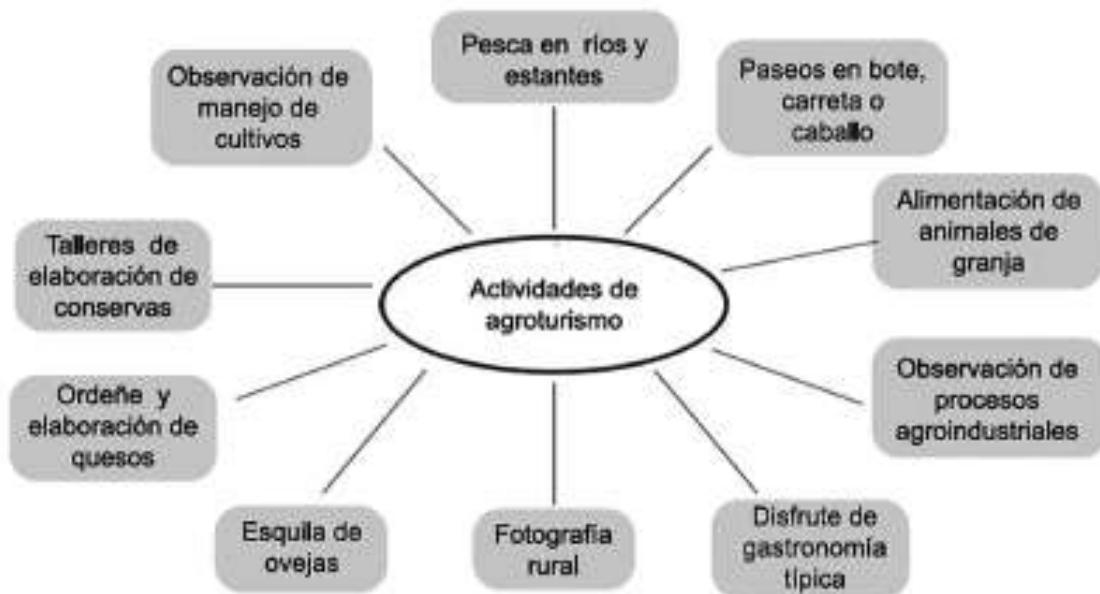 Pesca en ríos y
estantes
Paseos en bote,
carreta o
caballo
Alimentación de
animales de
granja
Observación de
procesos
agroindustriales
Disfrute de
gastronomía
típica
Fotografía
rural
Esquila de
ovejas
Ordeñe y
elaboración de
quesos
Talleres de
elaboración de
conservas
Observación de
manejo de
cultivos
Actividades de
agroturismo